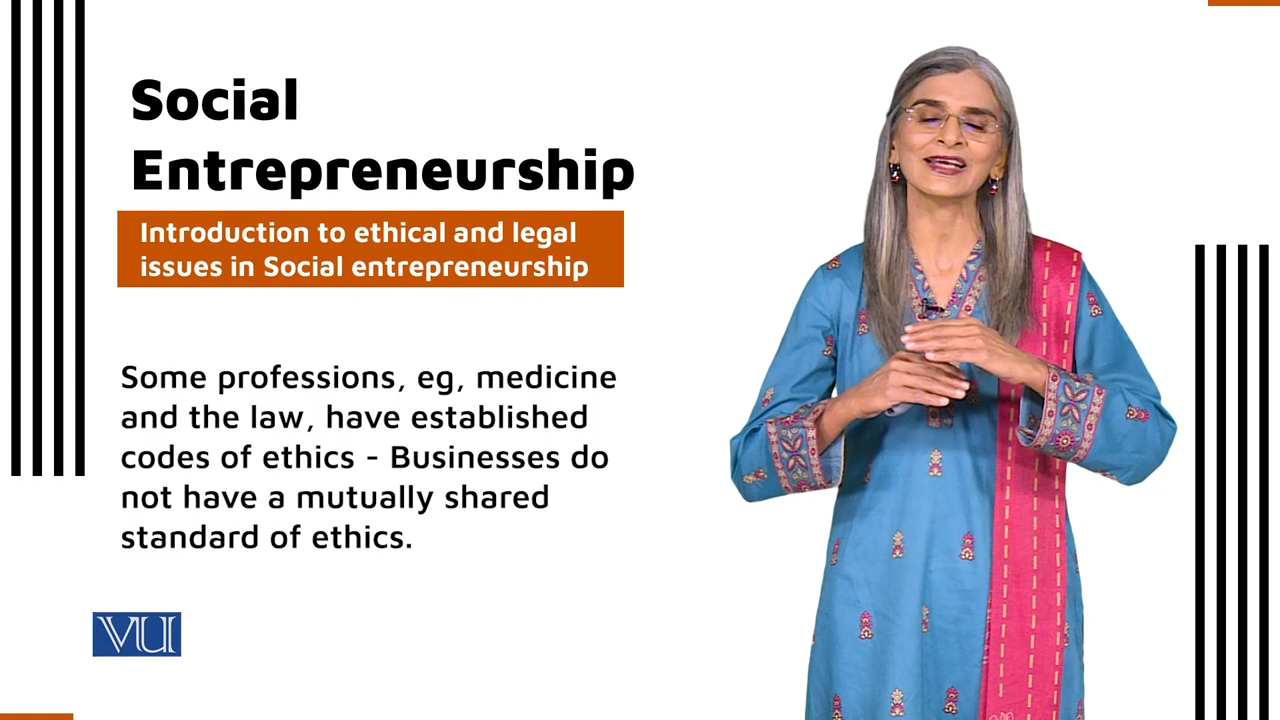 Social
Entrepreneurship
Introduction to ethical and legal
issues in Social entrepreneurship
Some professions, eg, medicine
and the law, have established
codes of ethics - Businesses do
not have a mutually shared
standard of ethics.
VU